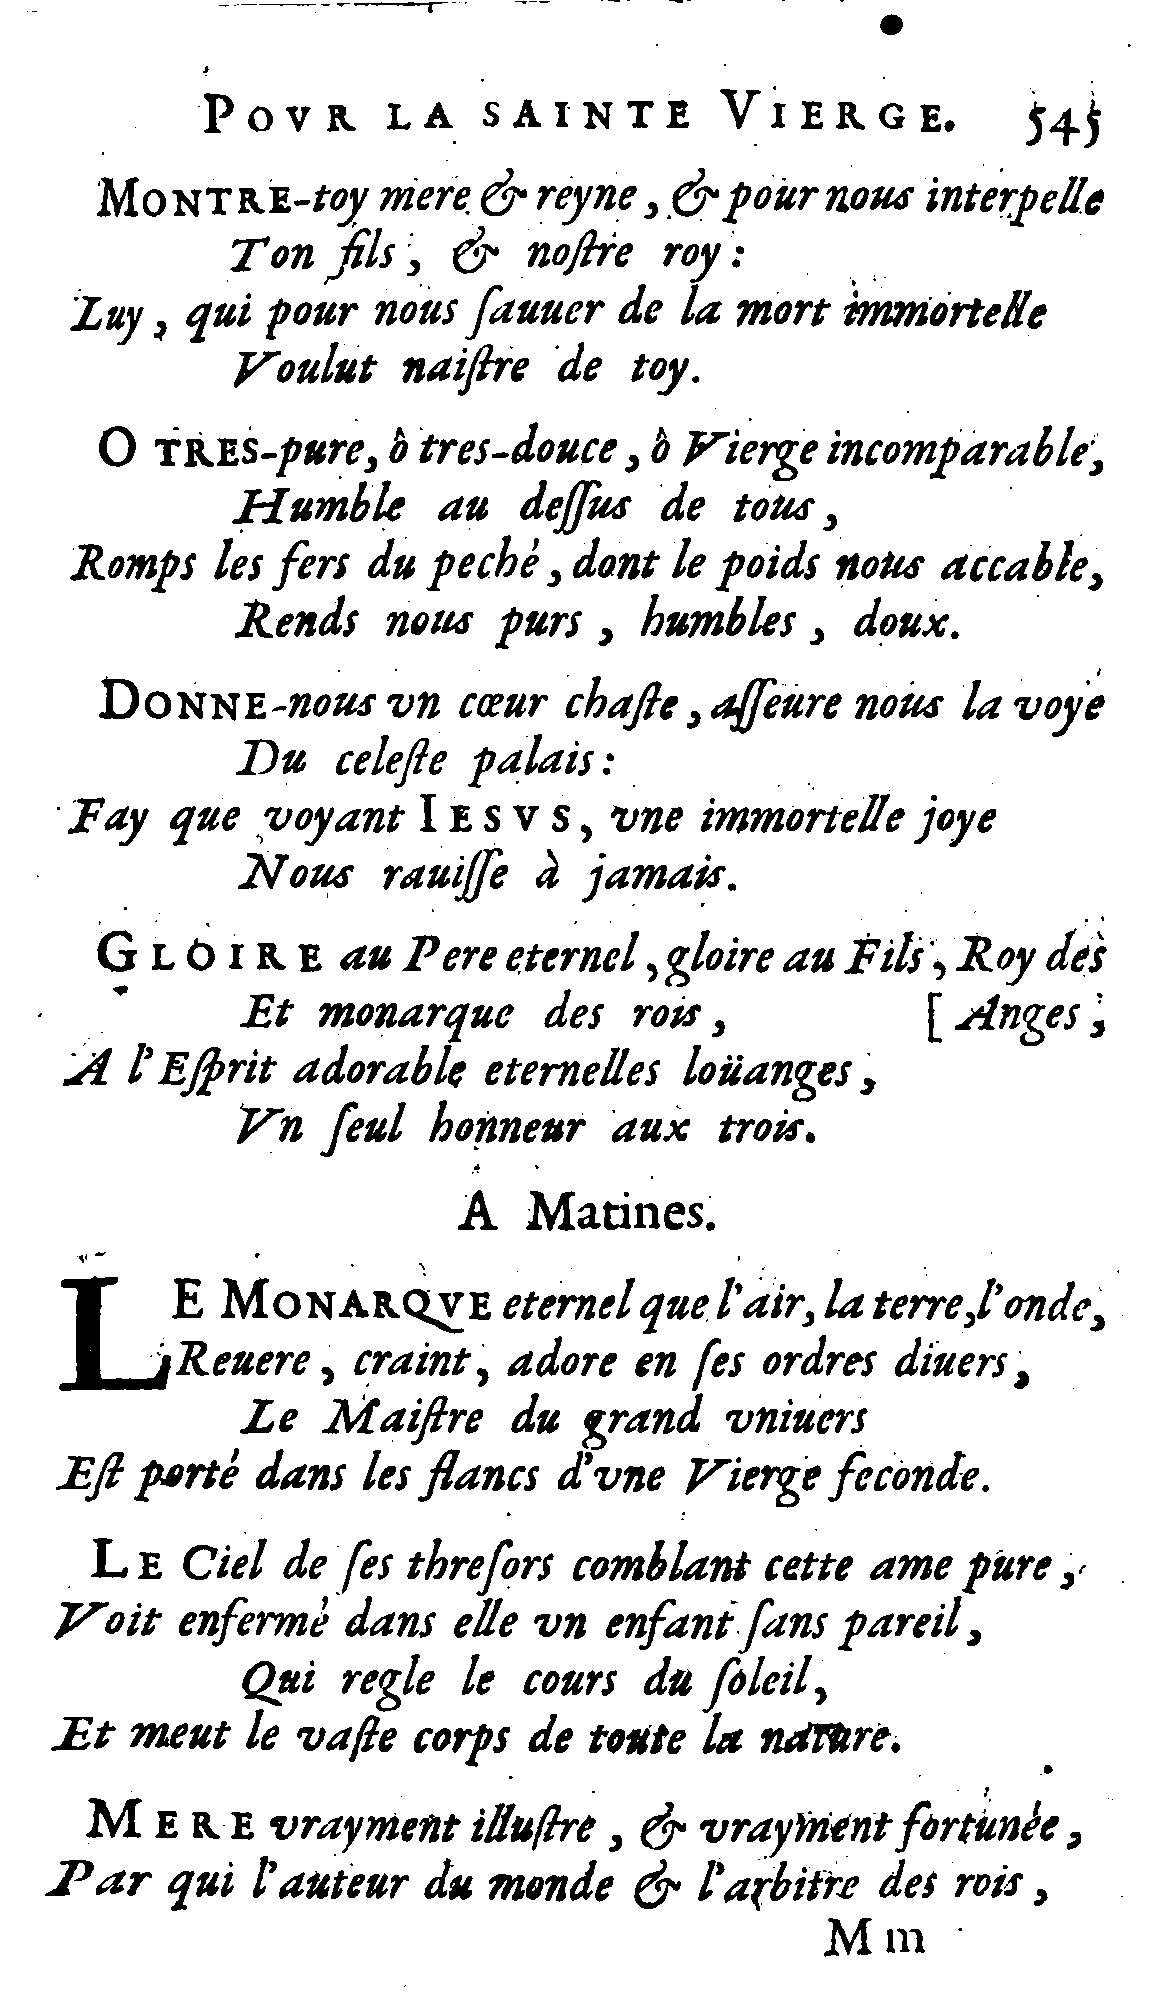 POVR LA SAINTE VIERGE. 545
MONTRE-toy mere & reyne, & pour nous interpelle
Ton fils, & noſtre roy:
Luy, qui pour nous ſauuer de la mort immortelle
Voulut naiſtre de toy.
O TRES-pure, ô tres-douce, ô Vierge incomparable,
Humble au deſſus de tous,
Romps les fers du peché, dont le poids nous accable,
Rends nous purs, humbles, doux.
DONNE-nous vn cœur chaſte, aſſeure nous la voye
Du celeſte palais:
Fay que voyant IESVS, vne immortelle joye
Nous rauiſſe à jamais.
GLOIRE au Pere eternel, gloire au Fils, Roy des
Et monarque des rois, [Anges,
A l'Eſprit adorable eternelles loüanges,
Vn ſeul honneur aux trois.
A Matines.
LE MONARQVE eternel que l'air, la terre, l'onde,
Reuere, craint, adore en ſes ordres diuers,
Le Maiſtre du grand vniuers
Eſt porté dans les flancs d'vne Vierge feconde.
LE Ciel de ſes threſors comblant cette ame pure,
Voit enfermé dans elle vn enfant ſans pareil,
Qui regle le cours du ſoleil,
Et meut le vaſte corps de toute la nature.
MERE vrayment illuſtre, & vrayment fortunée,
Par qui l'auteur du monde & l'arbitre des rois,
Mm